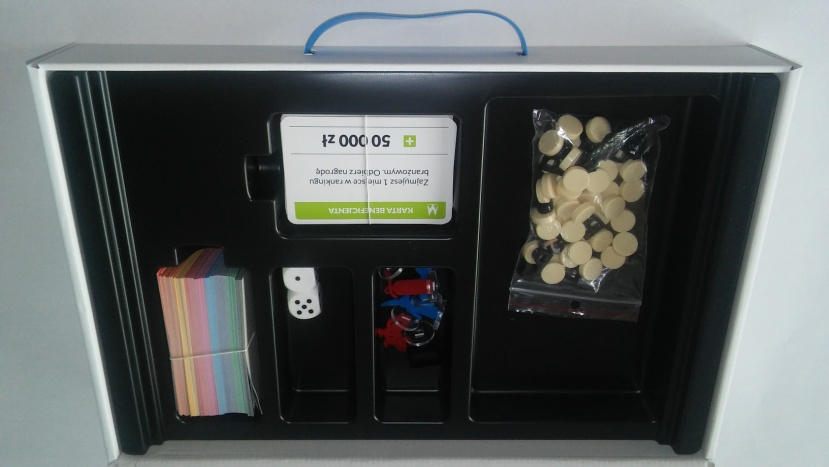 KARTA BENEFICJENTA
Zajmujesz 1 miejsce w rankingu
branżowym. Odbierz nagrodę
+ 50 000 zł